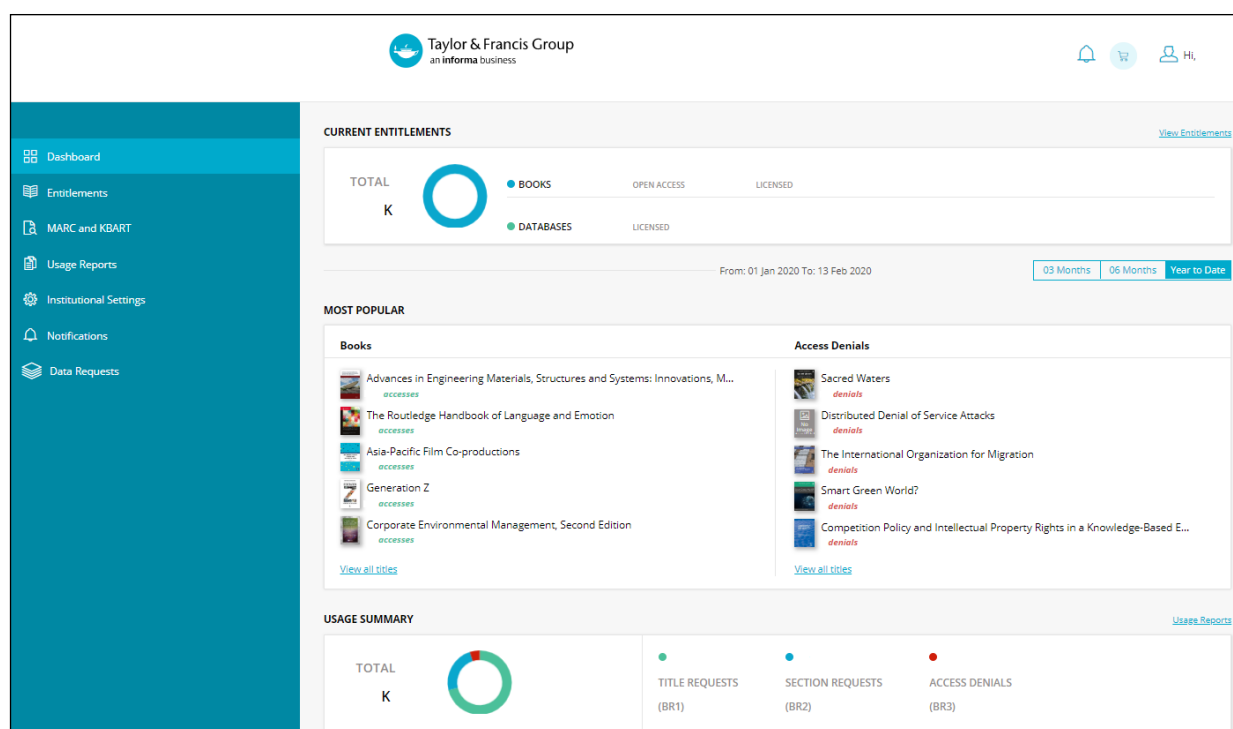 Taylor & Francis Group
an informa business
Hi,
Dashboard
Entitlements
MARC and KBART
Usage Reports
Institutional Settings
Notifications
Data Requests
CURRENT ENTITLEMENTS
View Entitlements
TOTAL
K
BOOKS OPEN ACCESS LICENSED
DATABASES LICENSED
From: 01 Jan 2020 To: 13 Feb 2020
03 Months 06 Months Year to Date
MOST POPULAR
Books
Advances in Engineering Materials, Structures and Systems: Innovations, M...
accesses
The Routledge Handbook of Language and Emotion
accesses
Asia-Pacific Film Co-productions
accesses
Generation Z
accesses
Corporate Environmental Management, Second Edition
accesses
View all titles
Access Denials
Sacred Waters
denials
No
Image
Distributed Denial of Service Attacks
denials
The International Organization for Migration
denials
Smart Green World?
denials
Competition Policy and Intellectual Property Rights in a Knowledge-Based E...
denials
View all titles
USAGE SUMMARY
Usage Reports
TOTAL
K
TITLE REQUESTS
(BR1)
SECTION REQUESTS
(BR2)
ACCESS DENIALS
(BR3)